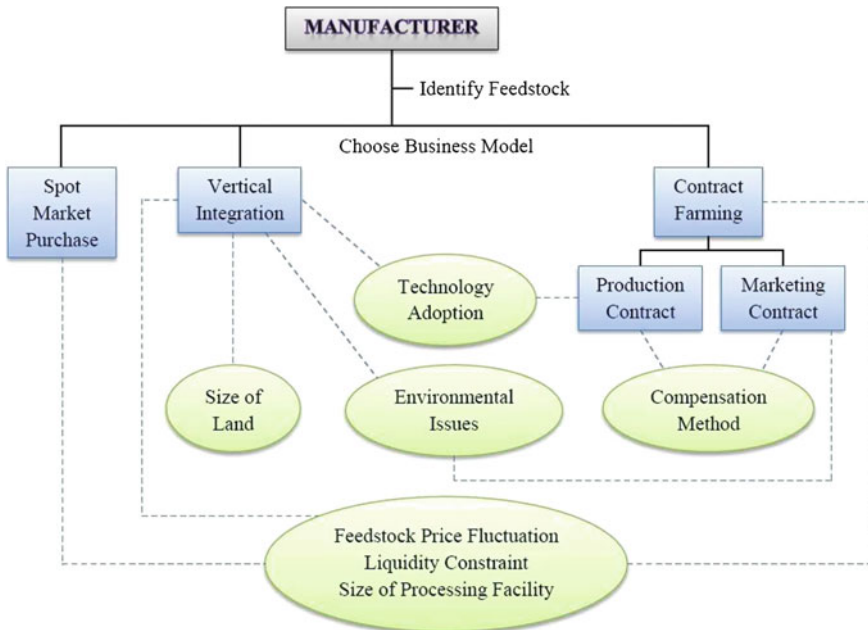 MANUFACTURER
Identify Feedstock
Choose Business Model
Spot
Market
Purchase
Vertical
Integration
Contract
Farming
Technology
Adoption
Production
Contract
Marketing
Contract
Size of
Land
Environmental
Issues
Compensation
Method
Feedstock Price Fluctuation
Liquidity Constraint
Size of Processing Facility